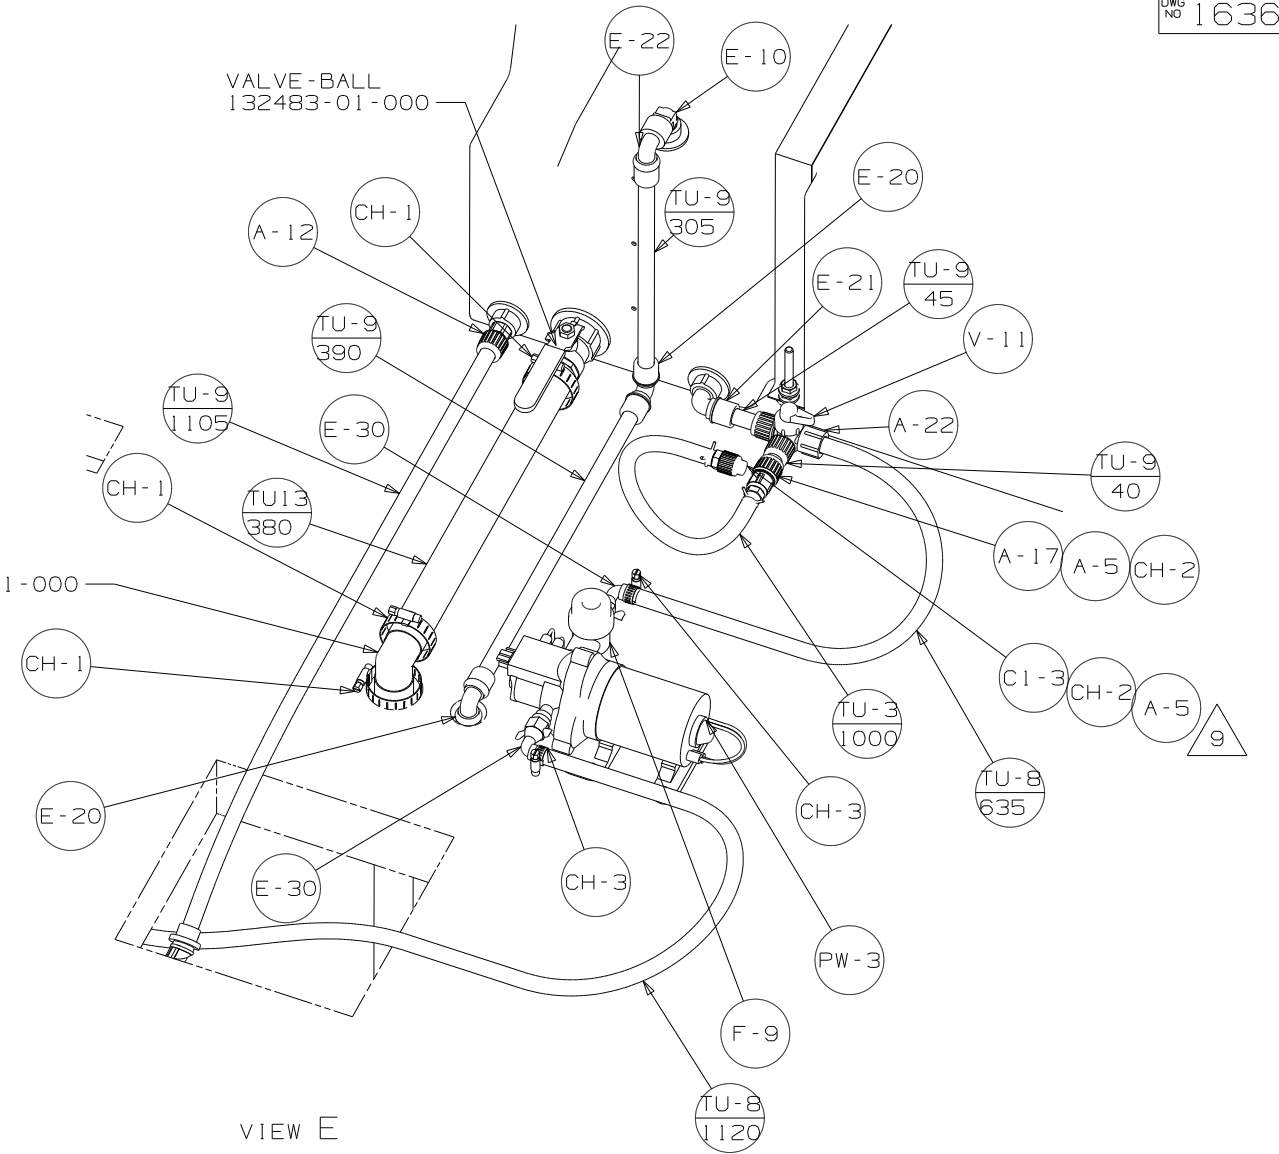 DWG
NO 1636
E-22
E-10
VALVE-BALL
132483-01-000
E-20
CH-1
TU-9
305
A-12
E-21
TU-9
45
TU-9
390
V-11
TU-9
1105
E-30
A-22
CH-1
TU13
380
TU-9
40
A-17
A-5
CH-2
1-000
CH-1
C1-3
CH-2
A-5
9
TU-3
1000
TU-8
635
E-20
CH-3
E-30
CH-3
PW-3
F-9
TU-8
1120
VIEW E